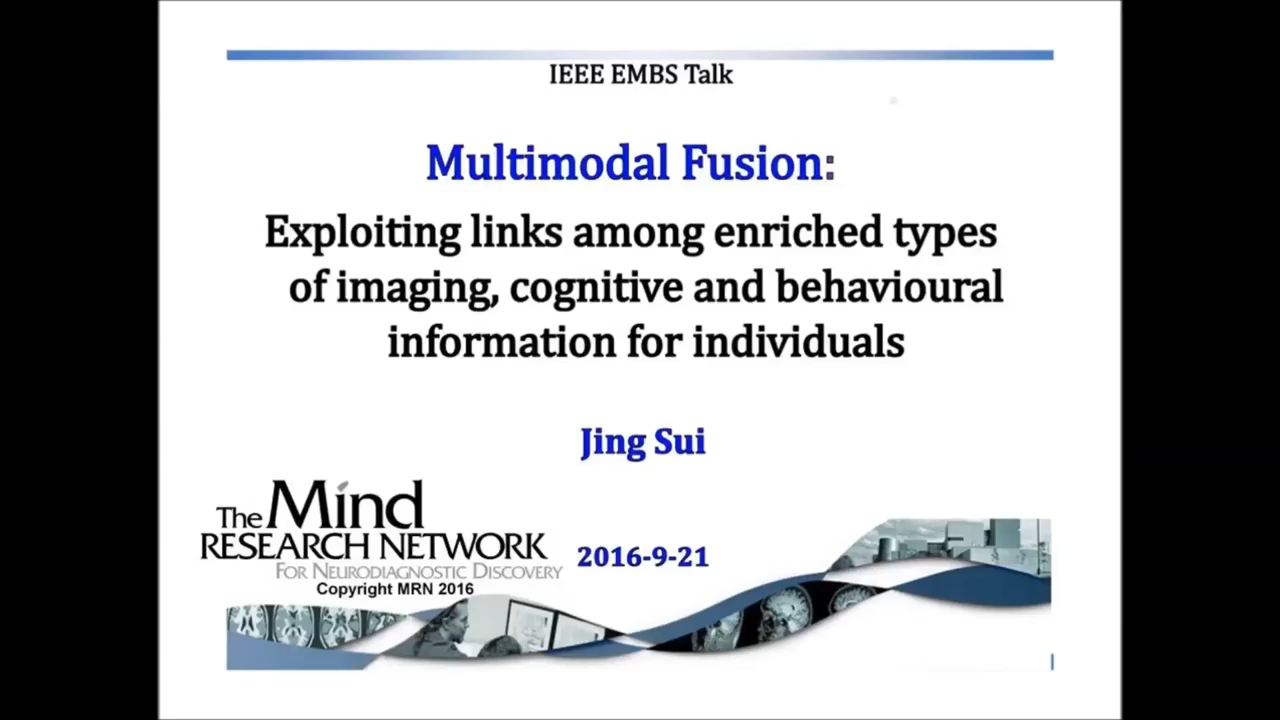 IEEE EMBS Talk
Multimodal Fusion:
Exploiting links among enriched types
of imaging, cognitive and behavioural
information for individuals
Jing Sui
The Mind
RESEARCH NETWORK
FOR NEURODIAGNOSTIC DISCOVERY
Copyright MRN 2016
2016-9-21